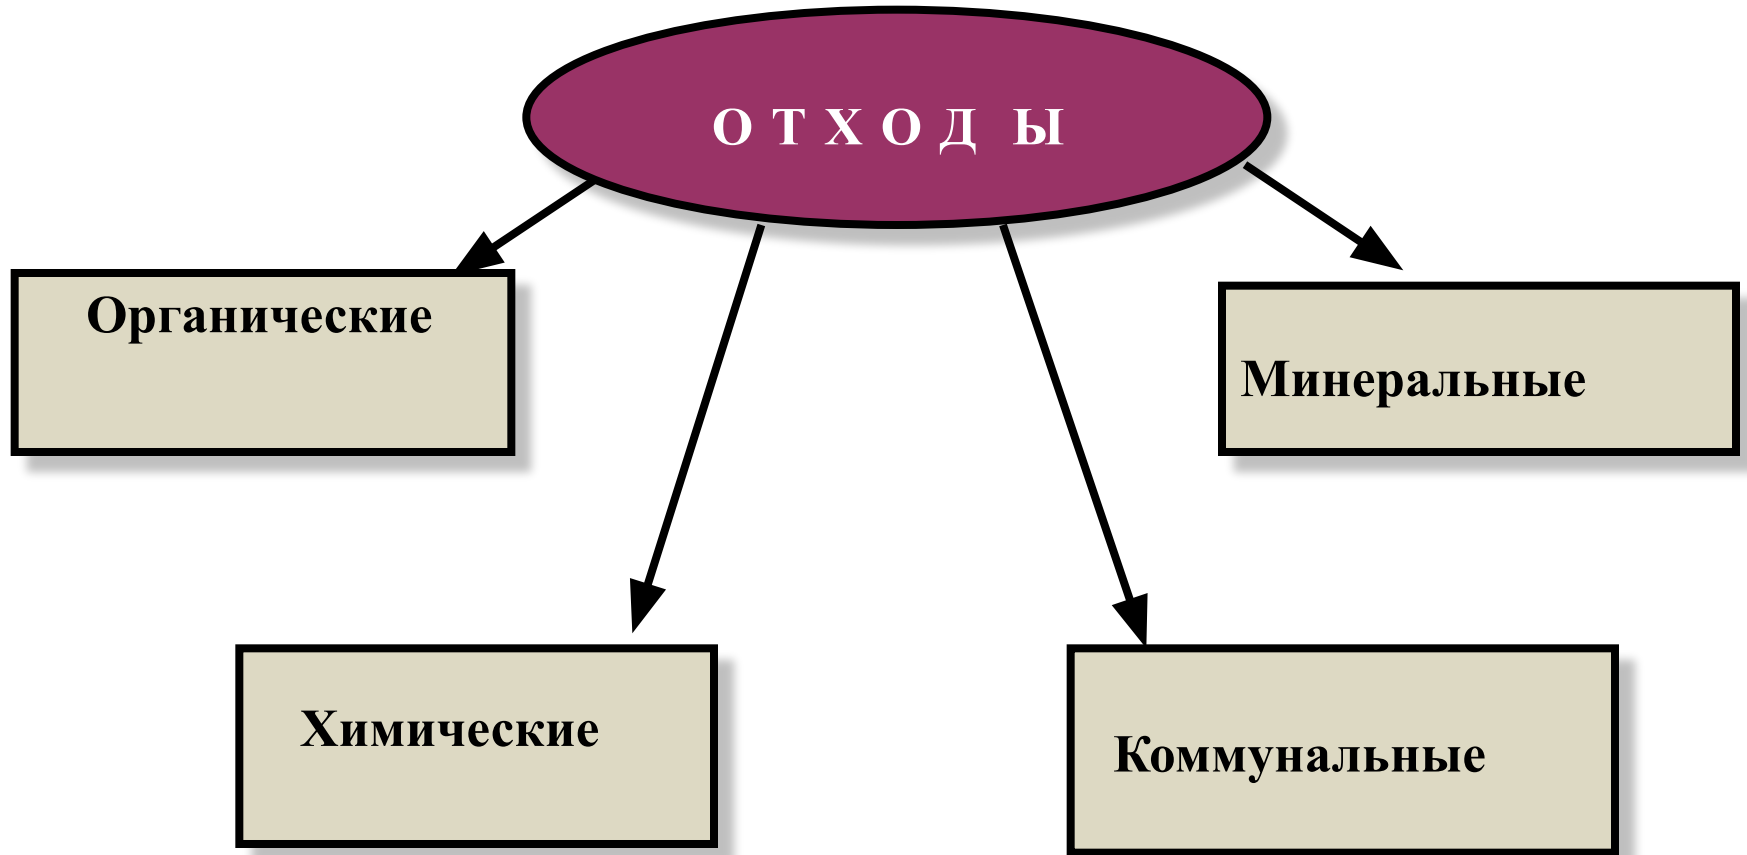 О Т Х О Д Ы
Органические
Минеральные
Химические
Коммунальные